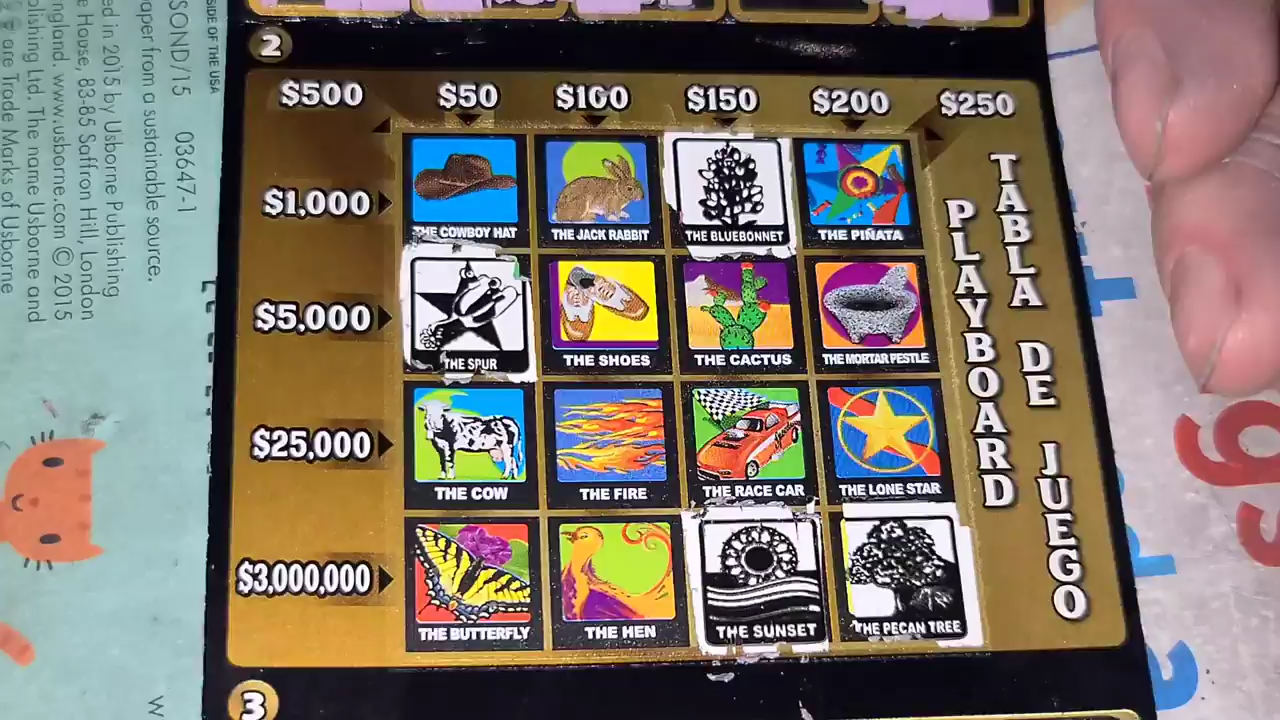 SIDE OF THE USA
SOND/15 03647-1
aper from a sustainable source.
ed in 2015 by Usborne Publishing
e House, 83-85 Saffron Hill, London
ngland. www.usborne.com © 2015
blishing Ltd. The name Usborne and
are Trade Marks of Usborne
W
2
$500 $50 $100 $150 $200 $250
$1,000
THE COWBOY HAT THE JACK RABBIT THE BLUEBONNET THE PIÑATA
$5,000
THE SPUR THE SHOES THE CACTUS THE MORTAR PESTLE
$25,000
THE COW THE FIRE THE RACE CAR THE LONE STAR
$3,000,000
THE BUTTERFLY THE HEN THE SUNSET THE PECAN TREE
TABLA DE JUEGO
PLAYBOARD
3